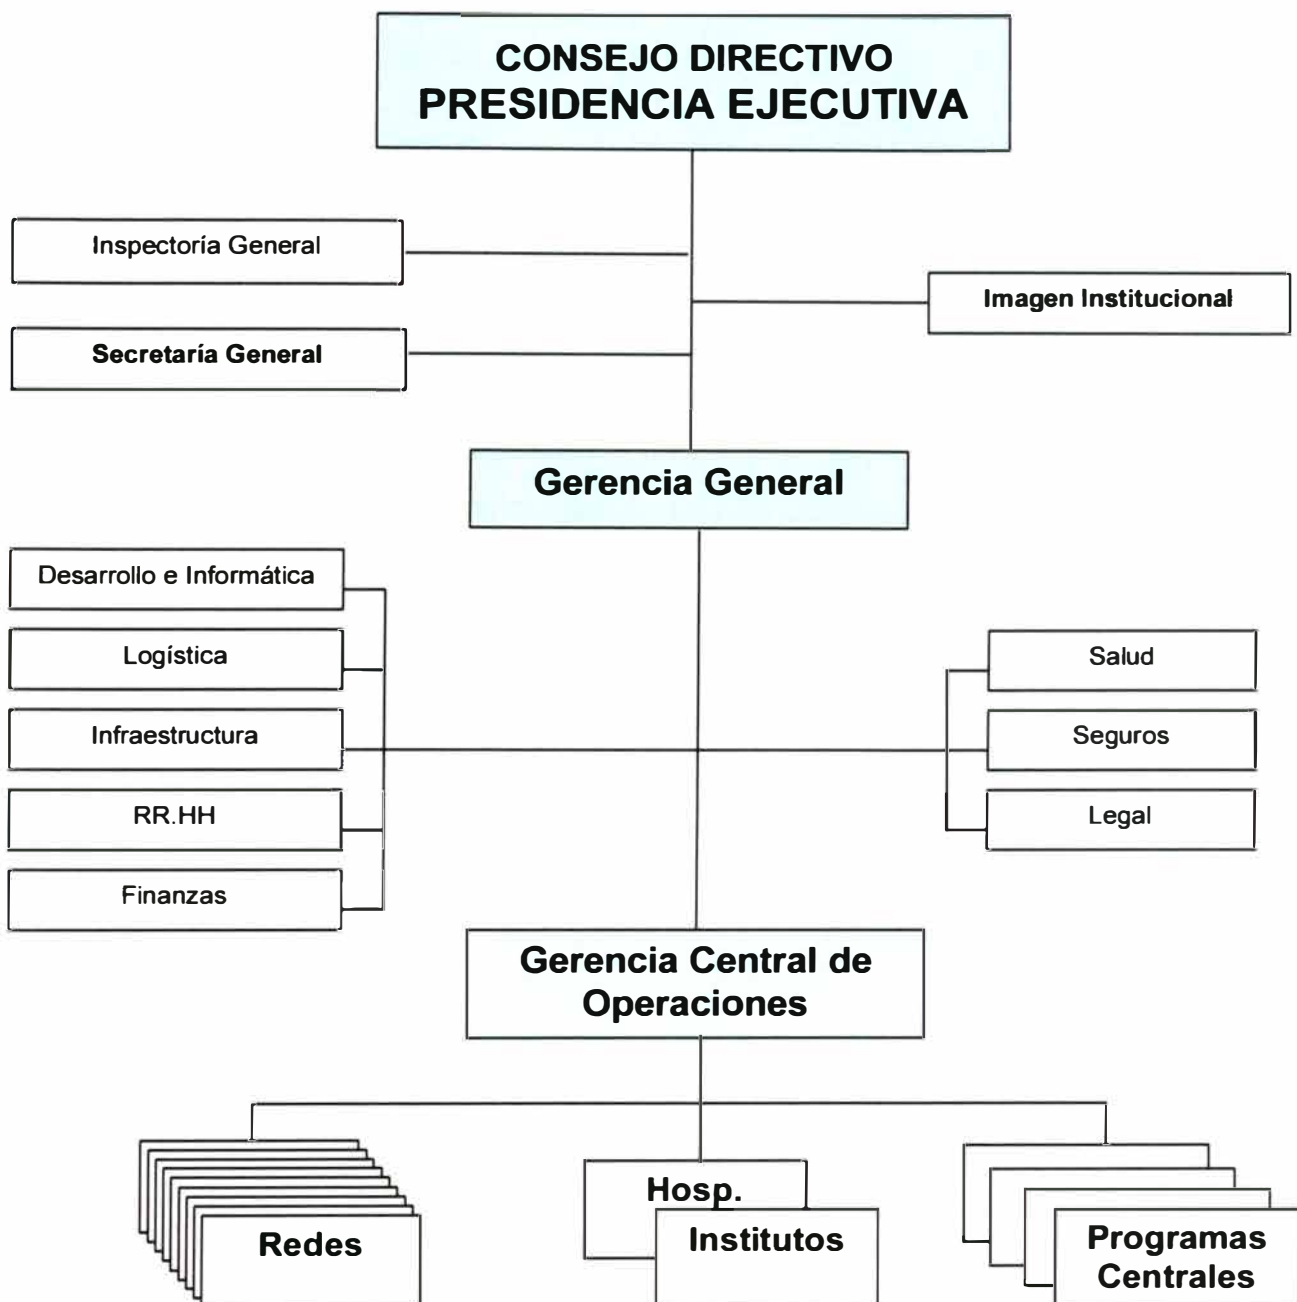 CONSEJO DIRECTIVO
PRESIDENCIA EJECUTIVA
Inspectoría General
Imagen Institucional
Secretaría General
Gerencia General
Desarrollo e Informática
Logística
Infraestructura
RR.HH
Finanzas
Salud
Seguros
Legal
Gerencia Central de
Operaciones
Redes
Hosp.
Institutos
Programas
Centrales